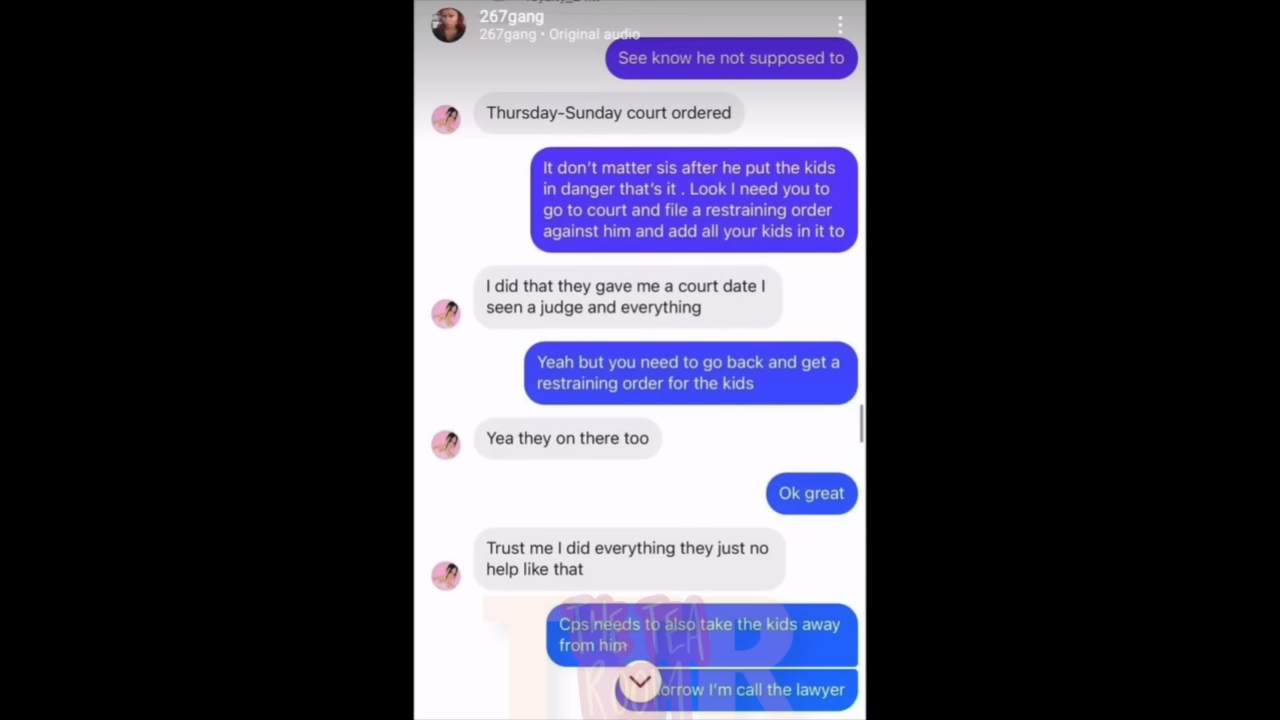 267gang
267gang • Original audio
See know he not supposed to
Thursday-Sunday court ordered
It don't matter sis after he put the kids
in danger that's it . Look I need you to
go to court and file a restraining order
against him and add all your kids in it to
I did that they gave me a court date I
seen a judge and everything
Yeah but you need to go back and get a
restraining order for the kids
Yea they on there too
Ok great
Trust me I did everything they just no
help like that
Cps needs to also take the kids away
from him
I'm call the lawyer
THE TEA
ROOM
T R